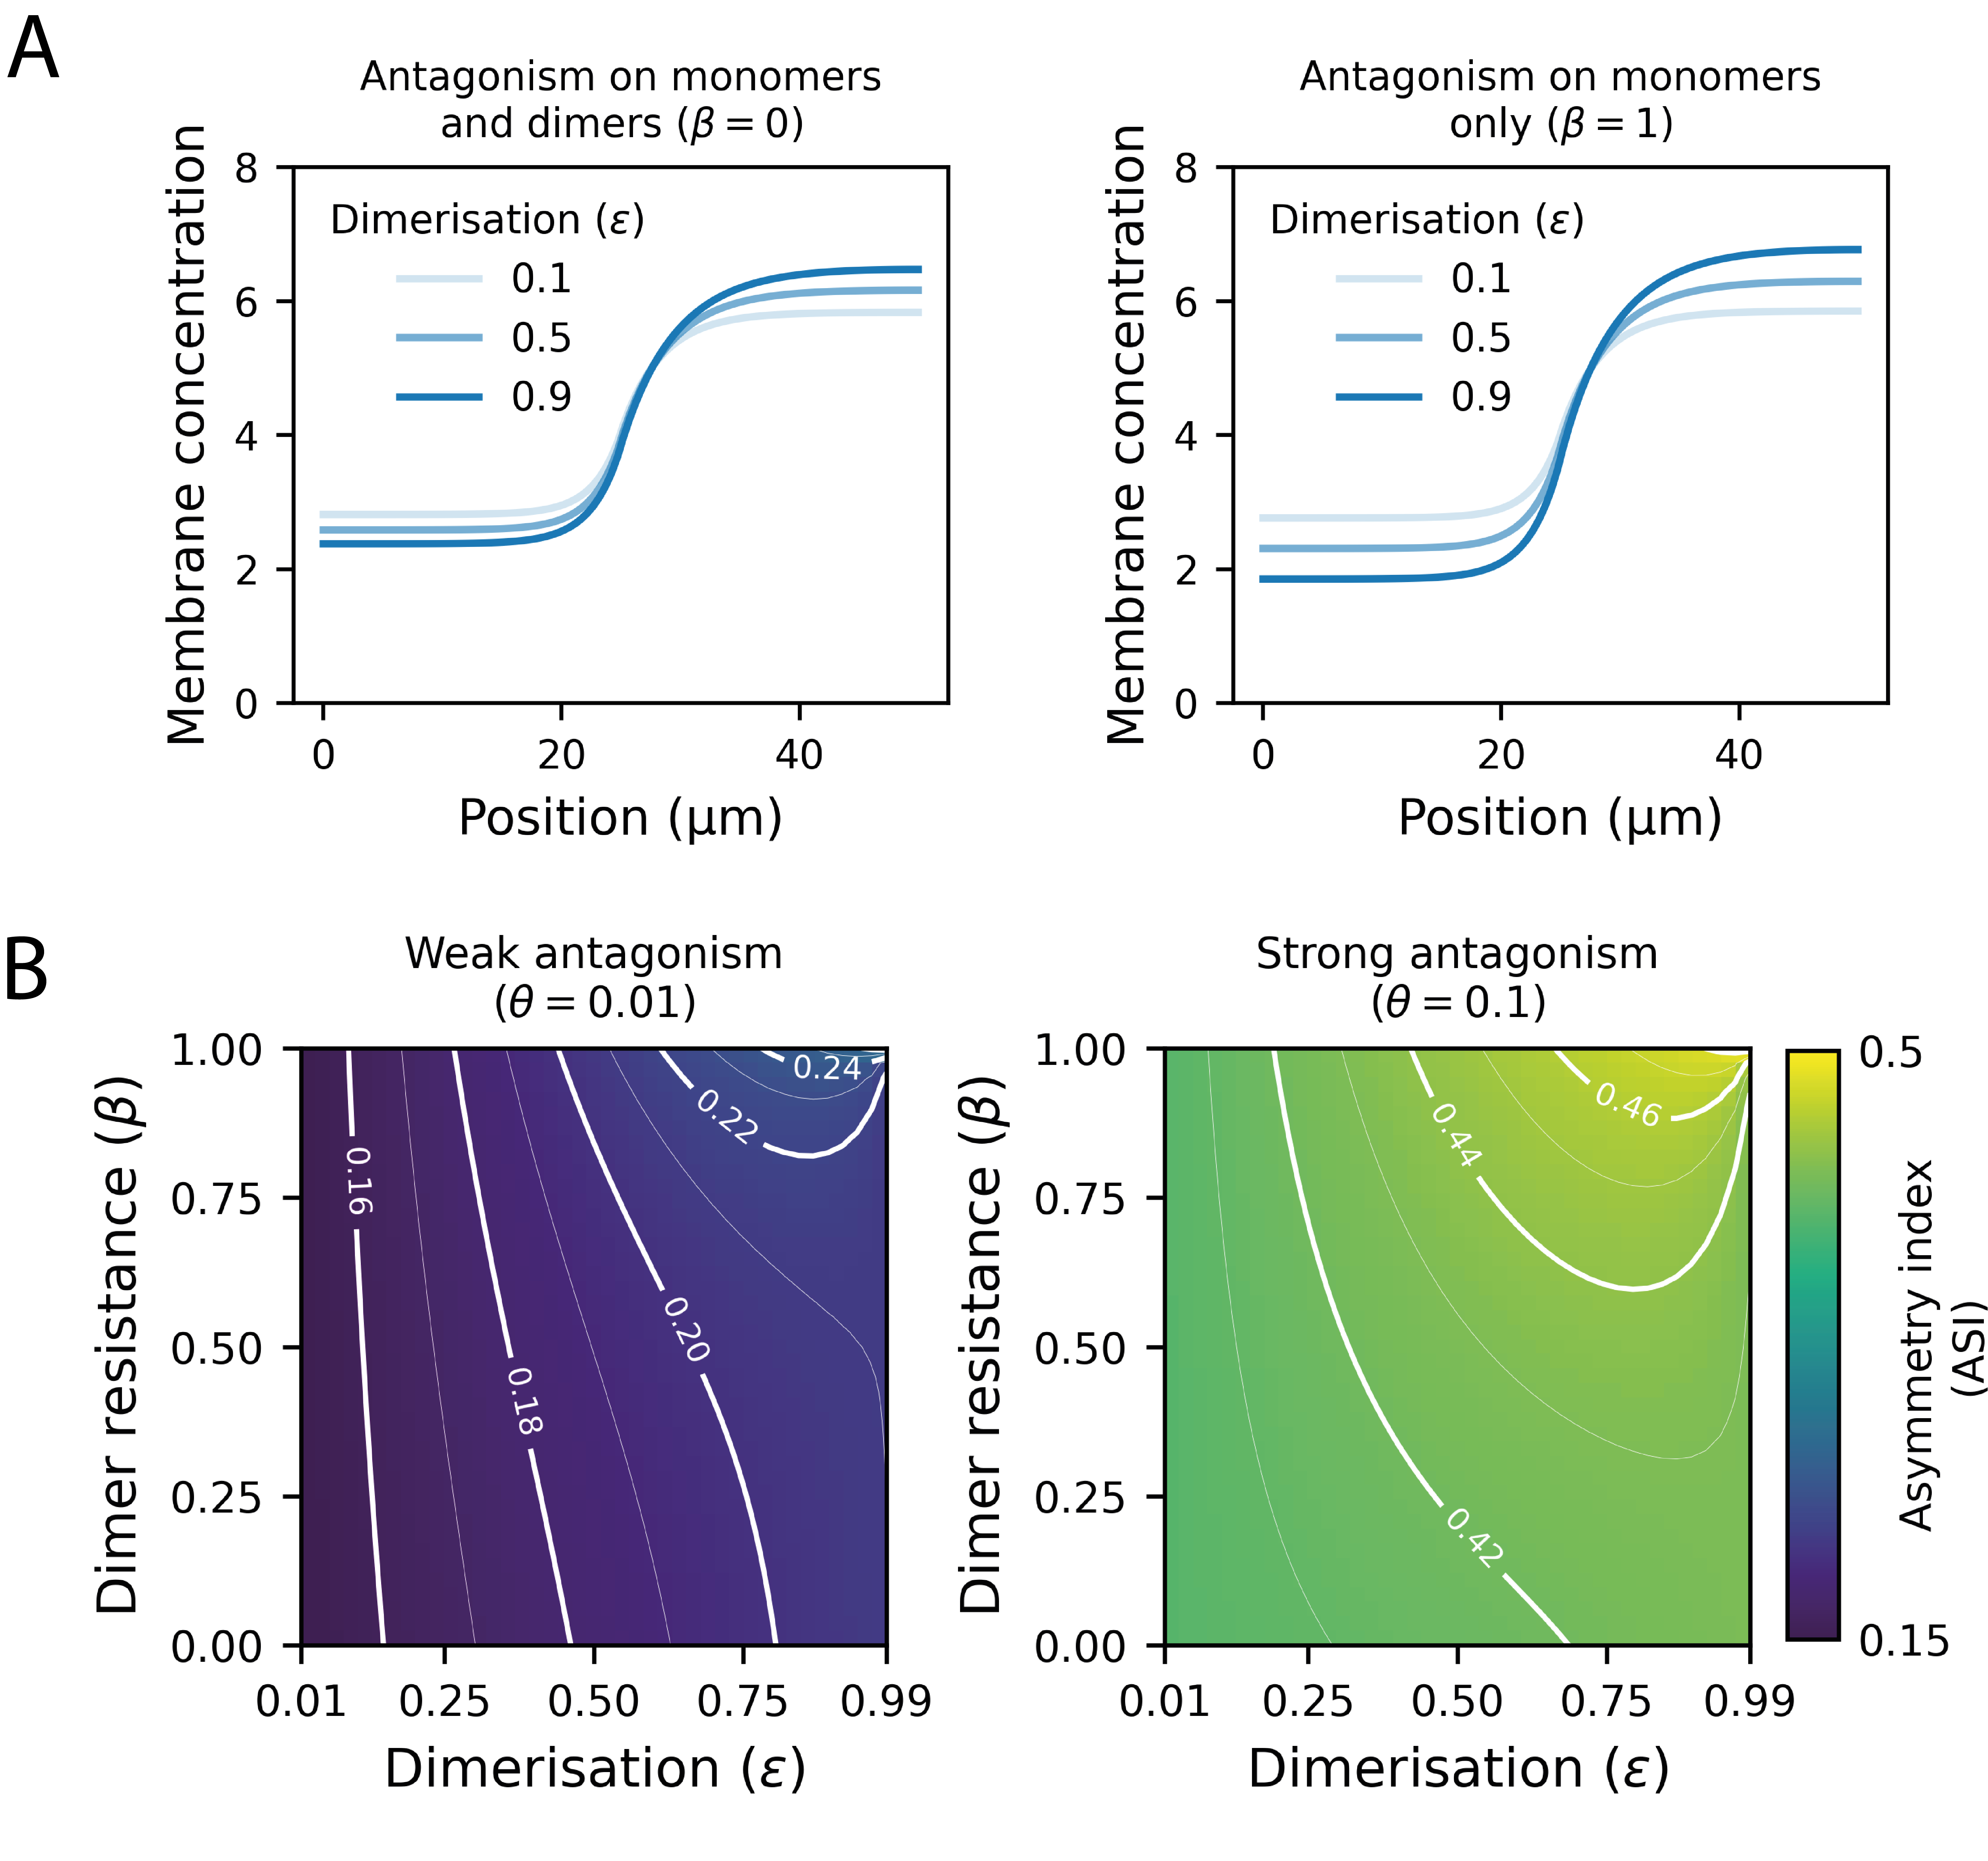 A
Antagonism on monomers
and dimers (β = 0)
Membrane concentration
8
6
4
2
0
Dimerisation (ε)
0.1
0.5
0.9
0
20
40
Position (μm)
Antagonism on monomers
only (β = 1)
Membrane concentration
8
6
4
2
0
Dimerisation (ε)
0.1
0.5
0.9
0
20
40
Position (μm)
B
Weak antagonism
(θ = 0.01)
Dimer resistance (β)
1.00
0.75
0.50
0.25
0.00
0.16
0.18
0.20
0.22
0.24
0.01
0.25
0.50
0.75
0.99
Dimerisation (ε)
Strong antagonism
(θ = 0.1)
Dimer resistance (β)
1.00
0.75
0.50
0.25
0.00
0.42
0.44
0.46
0.01
0.25
0.50
0.75
0.99
Dimerisation (ε)
0.5
0.15
Asymmetry index
(ASI)